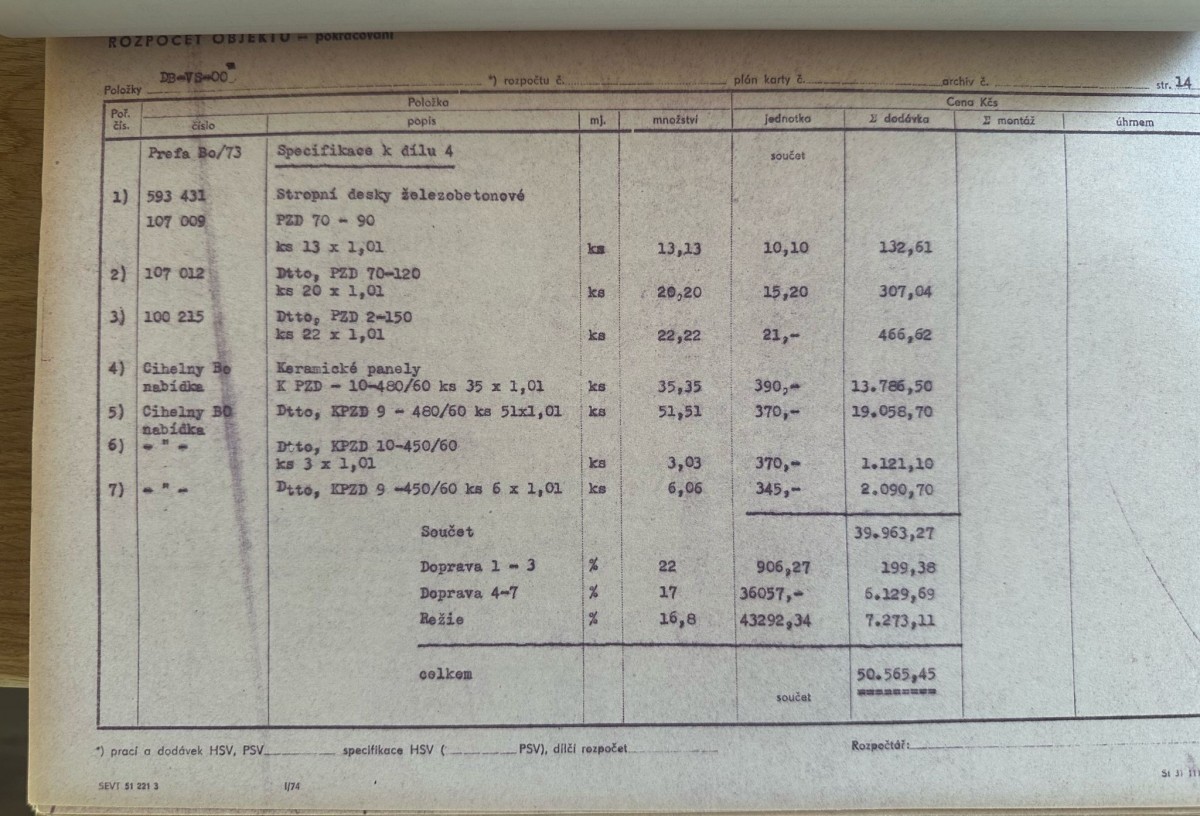 ROZPOČET OBJEKTU — pokračování
Položky DB-VS-OO *) rozpočtu č. plán karty č. archiv č. str. 14
Poř. čís. Položka Cena Kčs
číslo popis mj. množství jednotka Σ dodávka Σ montáž úhrnem
Prefa Bo/73 Specifikace k dílu 4 součet
1) 593 431 Stropní desky železobetonové
107 009 PZD 70 - 90
ks 13 x 1,01 ks 13,13 10,10 132,61
2) 107 012 Dtto, PZD 70-120
ks 20 x 1,01 ks 20,20 15,20 307,04
3) 100 215 Dtto, PZD 2-150
ks 22 x 1,01 ks 22,22 21,- 466,62
4) Cihelny Bo Keramické panely
nabídka K PZD - 10-480/60 ks 35 x 1,01 ks 35,35 390,- 13.786,50
5) Cihelny BO Dtto, KPZD 9 - 480/60 ks 51x1,01 ks 51,51 370,- 19.058,70
nabídka
6) - " - Dtto, KPZD 10-450/60
ks 3 x 1,01 ks 3,03 370,- 1.121,10
7) - " - Dtto, KPZD 9 -450/60 ks 6 x 1,01 ks 6,06 345,- 2.090,70
Součet 39.963,27
Doprava 1 - 3 % 22 906,27 199,38
Doprava 4-7 % 17 36057,- 6.129,69
Režie % 16,8 43292,34 7.273,11
celkem 50.565,45
součet =========
*) prací a dodávek HSV, PSV specifikace HSV ( PSV), dílčí rozpočet Rozpočtář:
SEVT 51 221 3 I/74 51 31 111